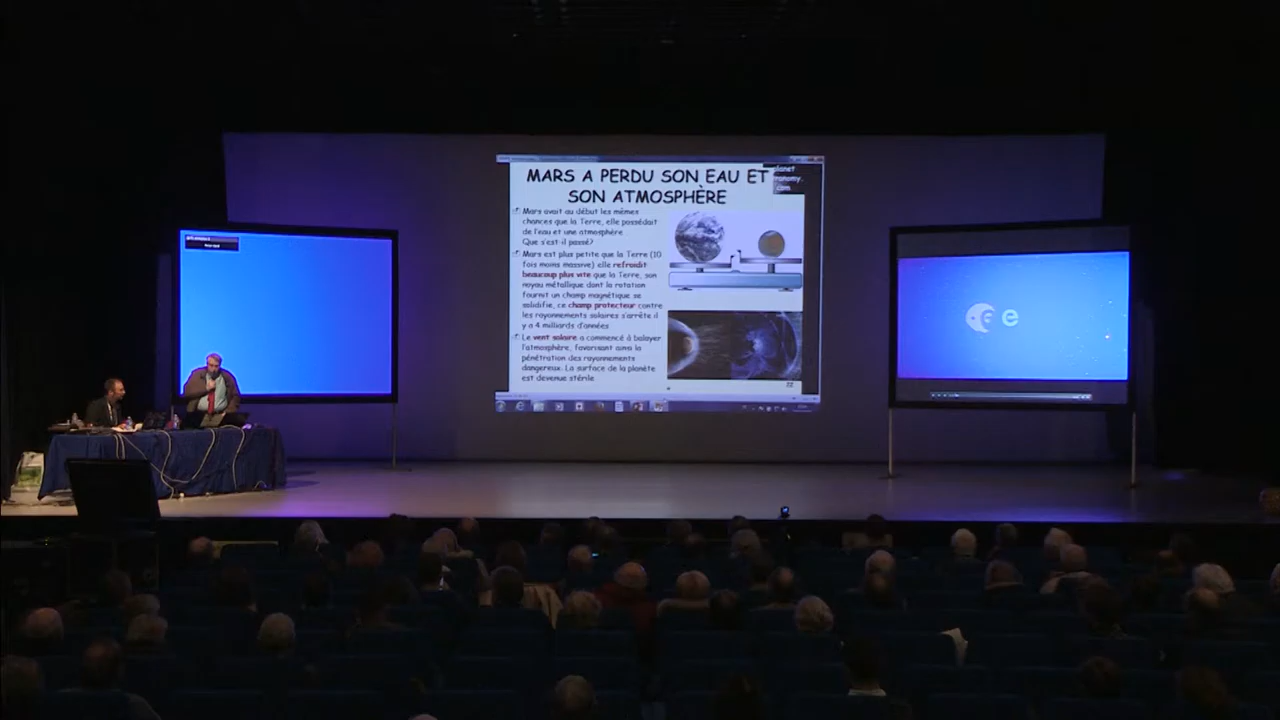 MARS A PERDU SON EAU ET
SON ATMOSPHÈRE
Mars avait au début les mêmes
chances que la Terre, elle possédait
de l'eau et une atmosphère
Que s'est-il passé?
Mars est plus petite que la Terre (10
fois moins massive) elle refroidit
beaucoup plus vite que la Terre, son
noyau métallique dont la rotation
fournit un champ magnétique se
solidifie, ce champ protecteur contre
les rayonnements solaires s'arrête il
y a 4 milliards d'années
Le vent solaire a commencé à balayer
l'atmosphère, favorisant ainsi la
pénétration des rayonnements
dangereux. La surface de la planète
est devenue stérile
planet
.com
e